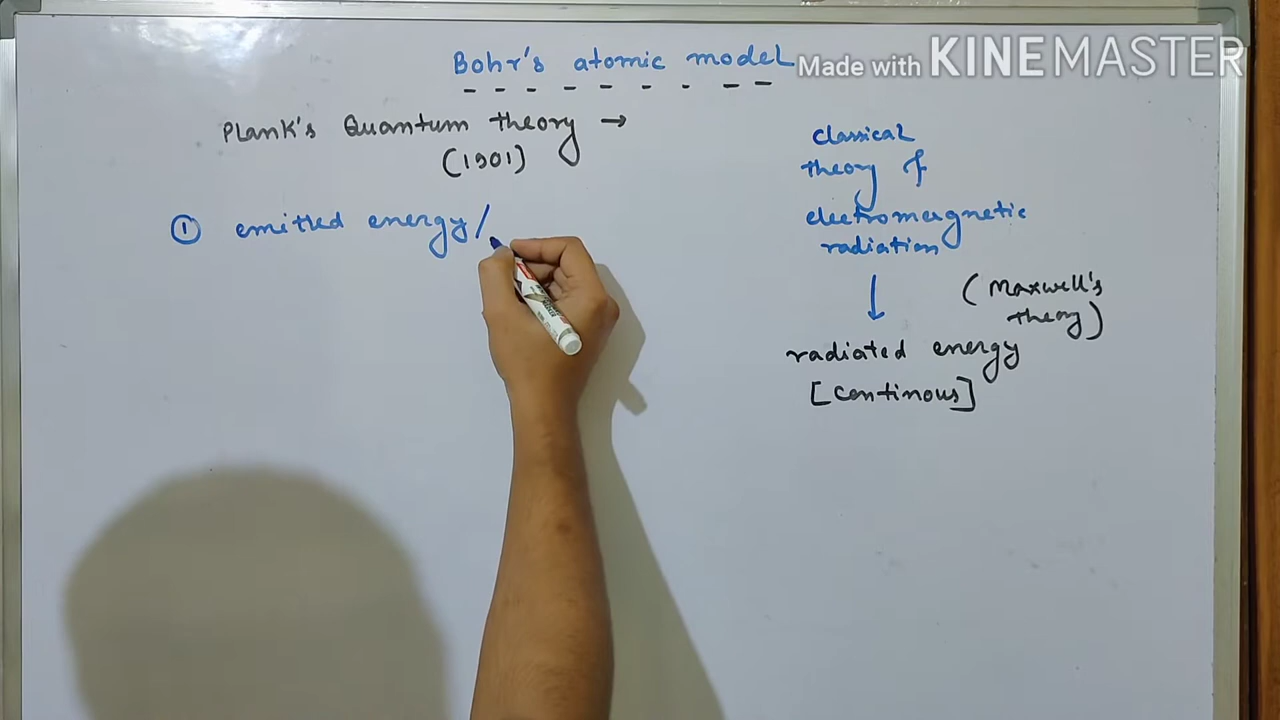 Bohr's atomic model
Made with KINEMASTER
Plank's Quantum theory →
(1901)
① emitted energy/
classical
theory of
electromagnetic
radiation
↓
(Maxwell's
theory)
radiated energy
[Continous]